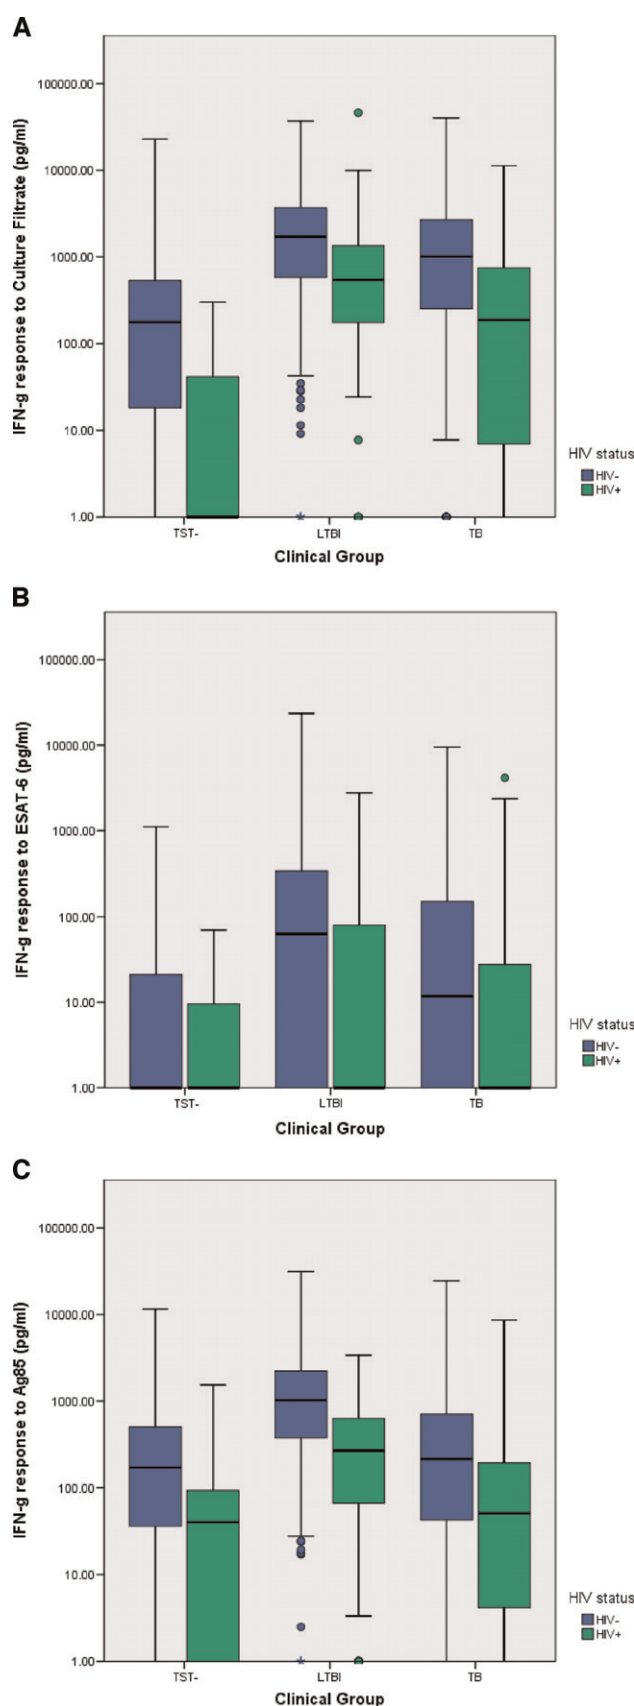 A
IFN-g response to Culture Filtrate (pg/ml)
100000.00
10000.00
1000.00
100.00
10.00
1.00
TST-
LTBI
TB
Clinical Group
HIV status
HIV-
HIV+
B
IFN-g response to ESAT-6 (pg/ml)
100000.00
10000.00
1000.00
100.00
10.00
1.00
TST-
LTBI
TB
Clinical Group
HIV status
HIV-
HIV+
C
IFN-g response to Ag85 (pg/ml)
100000.00
10000.00
1000.00
100.00
10.00
1.00
TST-
LTBI
TB
Clinical Group
HIV status
HIV-
HIV+